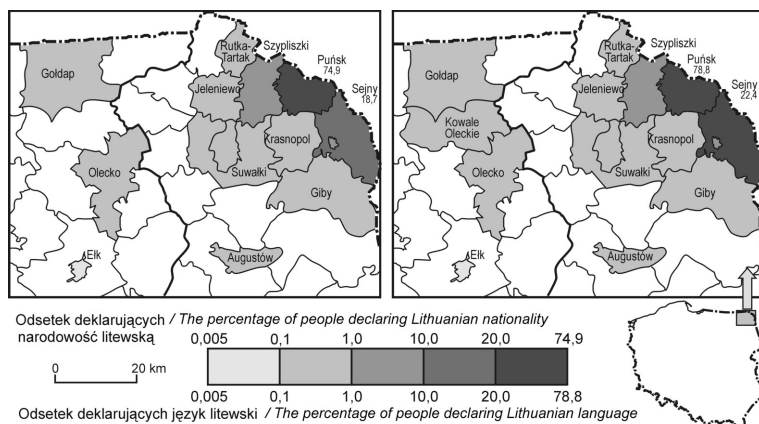 Gołdap
Rutka-
Tartak
Szypliszki
Puńsk
74,9
Sejny
18,7
Jeleniewo
Krasnopol
Olecko
Suwałki
Giby
Ełk
Augustów
Gołdap
Rutka-
Tartak
Szypliszki
Puńsk
78,8
Sejny
22,4
Jeleniewo
Kowale
Oleckie
Krasnopol
Olecko
Suwałki
Giby
Ełk
Augustów
Odsetek deklarujących / The percentage of people declaring Lithuanian nationality
narodowość litewską
0,005 0,1 1,0 10,0 20,0 74,9
0 20 km
0.005 0.1 1.0 10.0 20.0 78,8
Odsetek deklarujących język litewski / The percentage of people declaring Lithuanian language